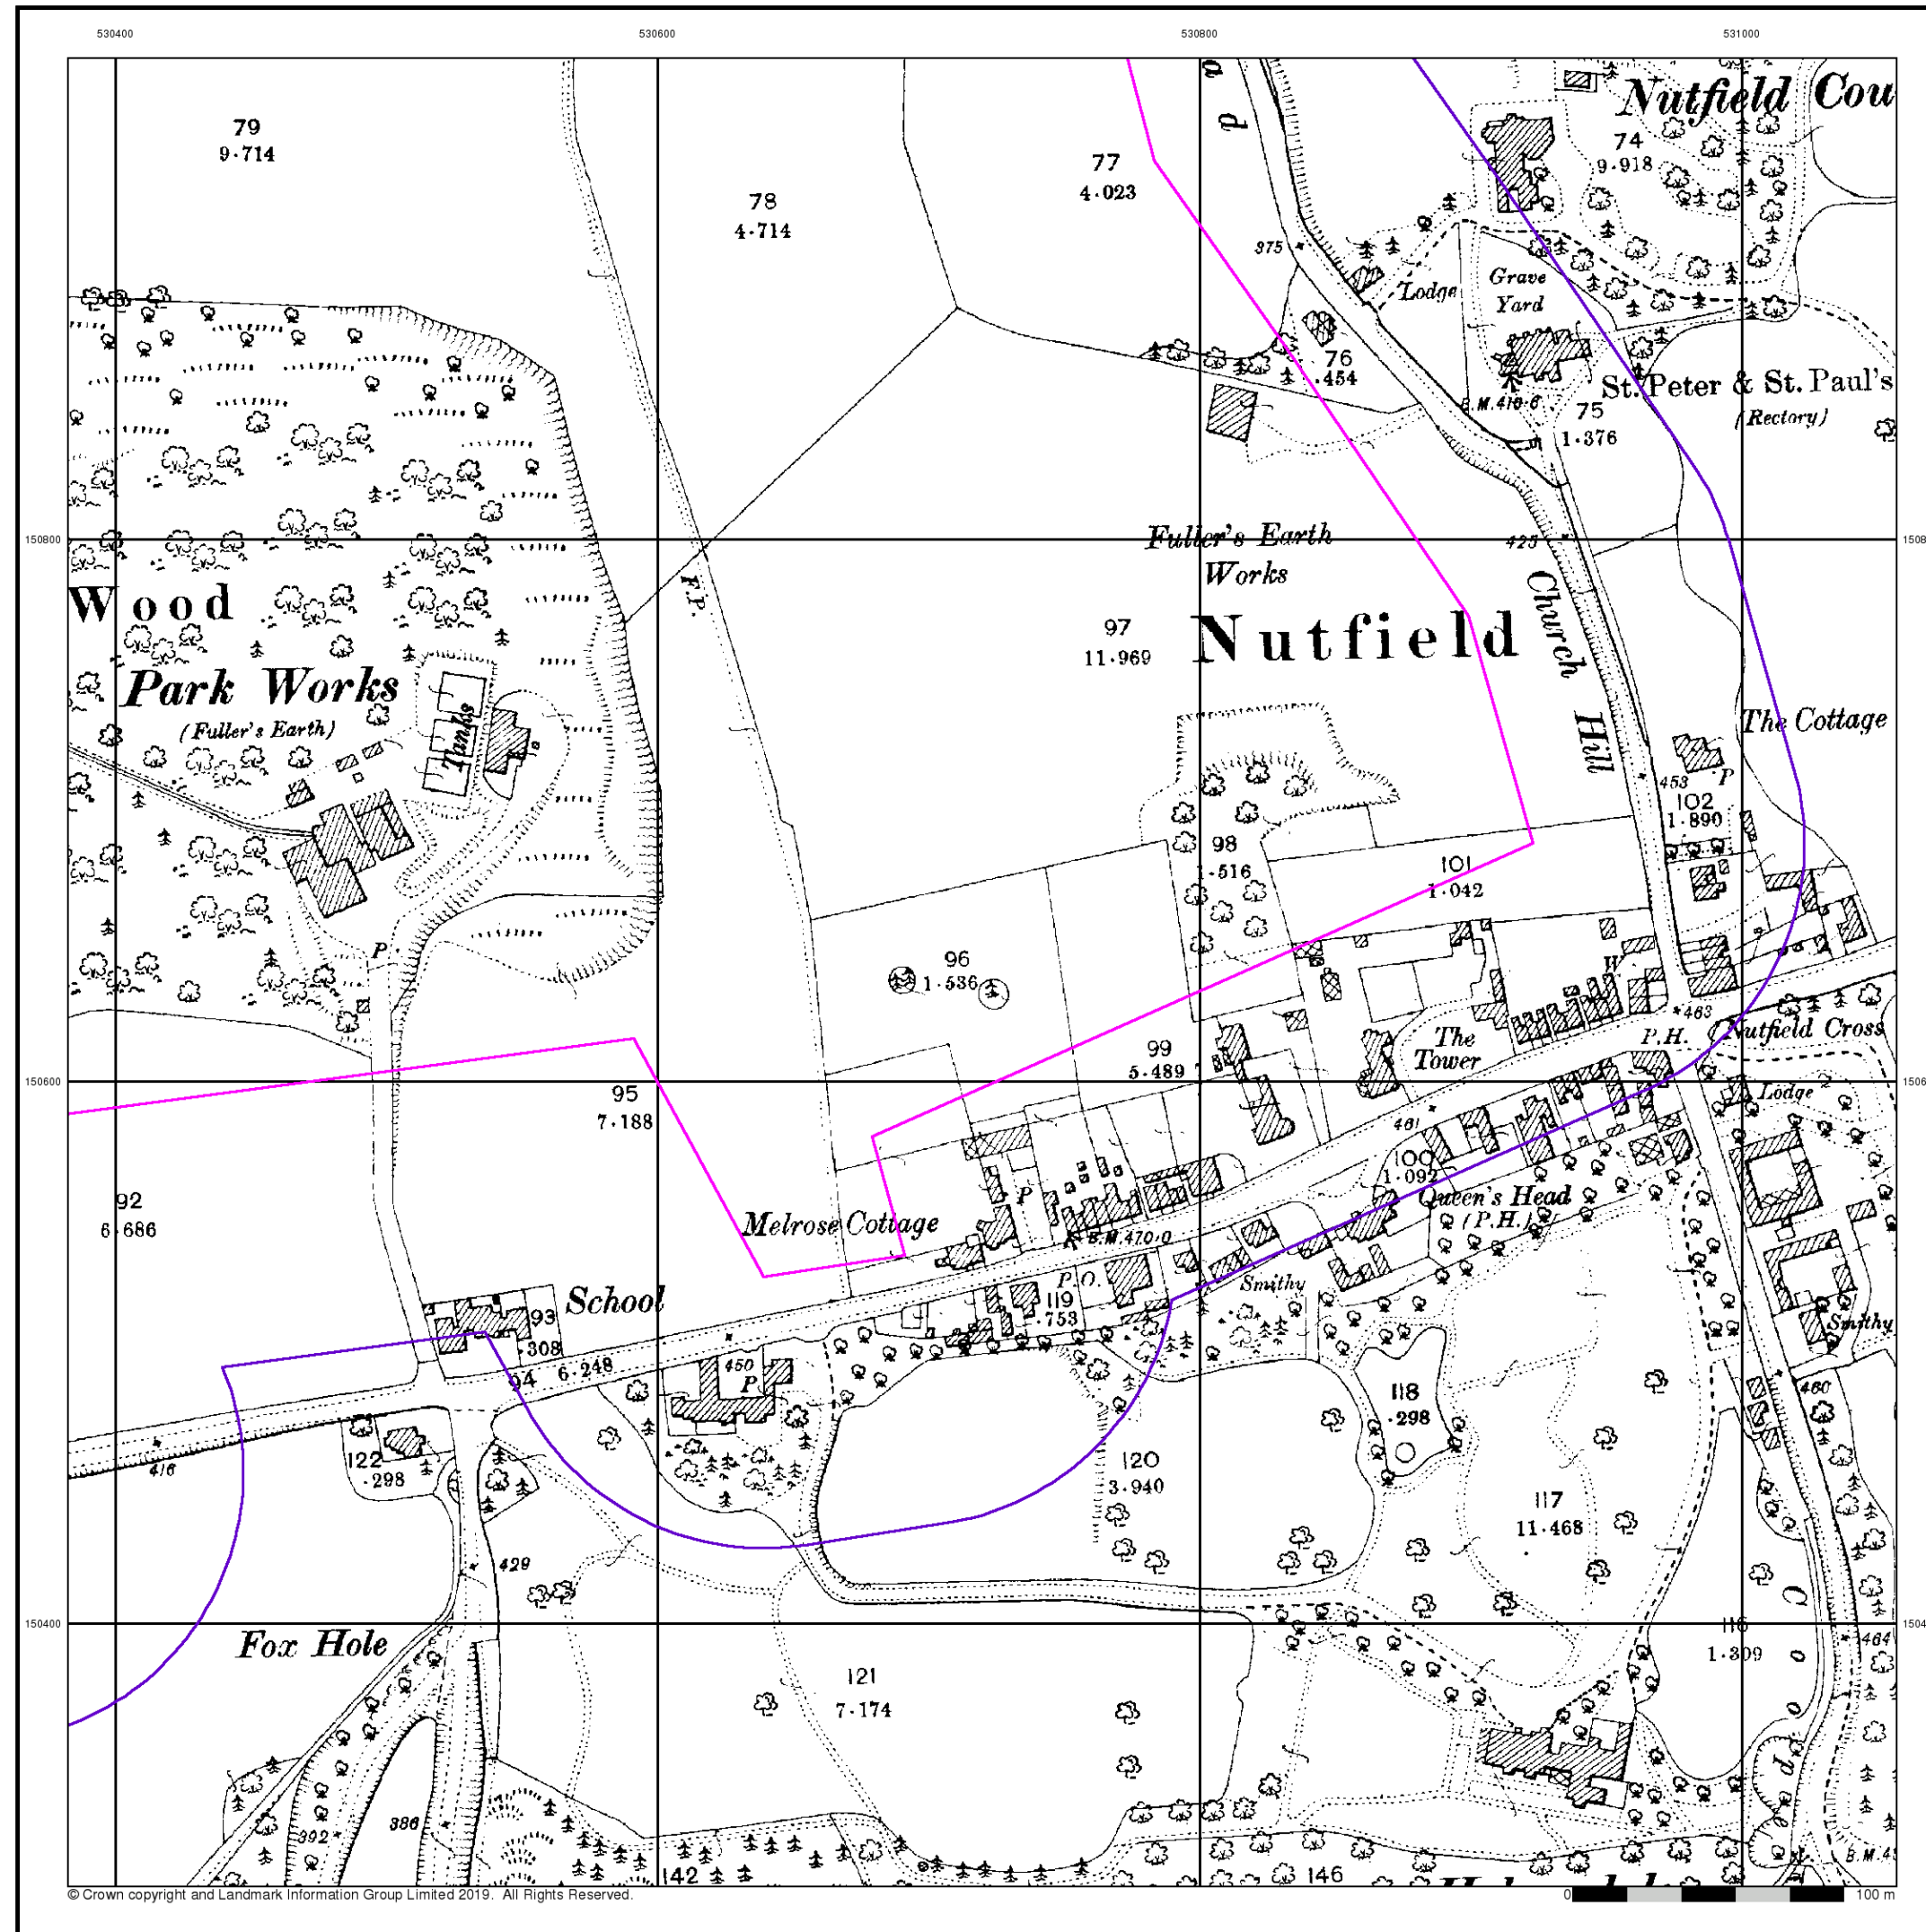 530400
530600
530800
531000
a
d
Nutfield Cou
79
9·714
78
4·714
77
4·023
74
9·918
375
Lodge
Grave
Yard
76
·454
B.M.410·6
St. Peter & St. Paul's
(Rectory)
75
1·376
150800
Fuller's Earth
Works
425
Church Hill
F.P.
Wood
97
11·969
Nutfield
Park Works
(Fuller's Earth)
Tanks
The Cottage
453
P
102
1·890
98
1·516
101
1·042
P
96
1·536
W
463
P.H.
Nutfield Cross
The
Tower
99
5·489
150600
95
7·188
Lodge
461
100
1·092
92
6·686
Melrose Cottage
P
B.M.470·0
Queen's Head
(P.H.)
School
P.O.
119
·753
Smithy
Smithy
93
·308
94
6·248
450
P
460
118
·298
416
122
·298
120
3·940
117
11·468
429
150400
Fox Hole
121
7·174
116
1·309
464
Coopel
392
386
142
146
B.M.4
© Crown copyright and Landmark Information Group Limited 2019. All Rights Reserved.
0
100 m